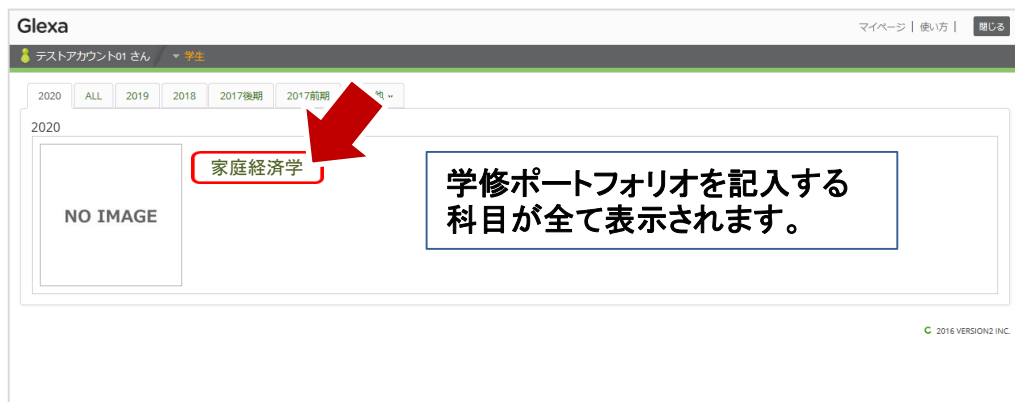 Glexa
マイページ | 使い方 | 閉じる
テストアカウント01 さん 学生
2020 ALL 2019 2018 2017後期 2017前期 他
2020
NO IMAGE
家庭経済学
学修ポートフォリオを記入する
科目が全て表示されます。
C 2016 VERSION2 INC.